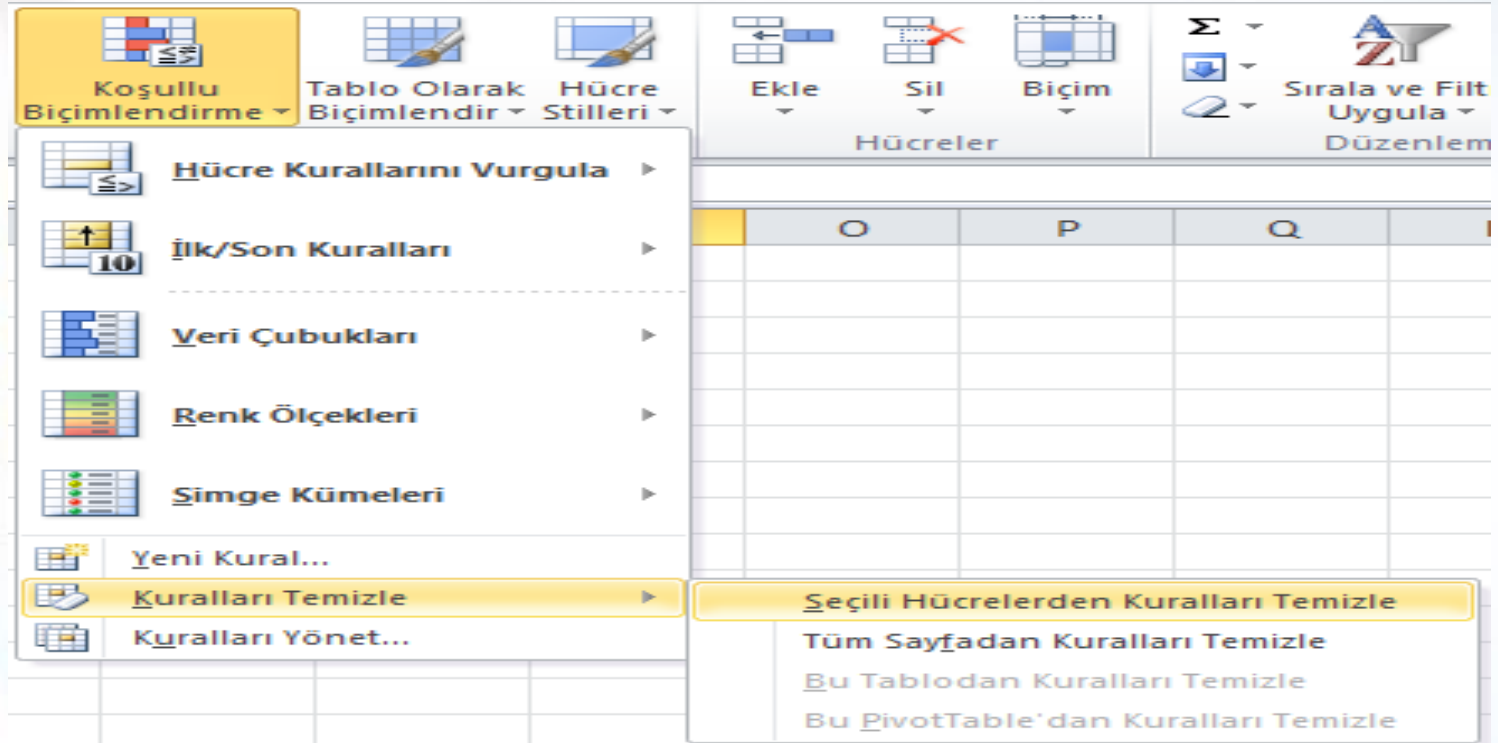 Koşullu
Biçimlendirme
Tablo Olarak
Biçimlendir
Hücre
Stilleri
Ekle
Sil
Biçim
Hücreler
Σ
A
Z
Sırala ve Filt
Uygula
Düzenlem
≤ ≠
≥
Hücre Kurallarını Vurgula
≤>
İlk/Son Kuralları
10
Veri Çubukları
Renk Ölçekleri
Simge Kümeleri
Yeni Kural...
Kuralları Temizle
Kuralları Yönet...
O P Q
Seçili Hücrelerden Kuralları Temizle
Tüm Sayfadan Kuralları Temizle
Bu Tablodan Kuralları Temizle
Bu PivotTable'dan Kuralları Temizle